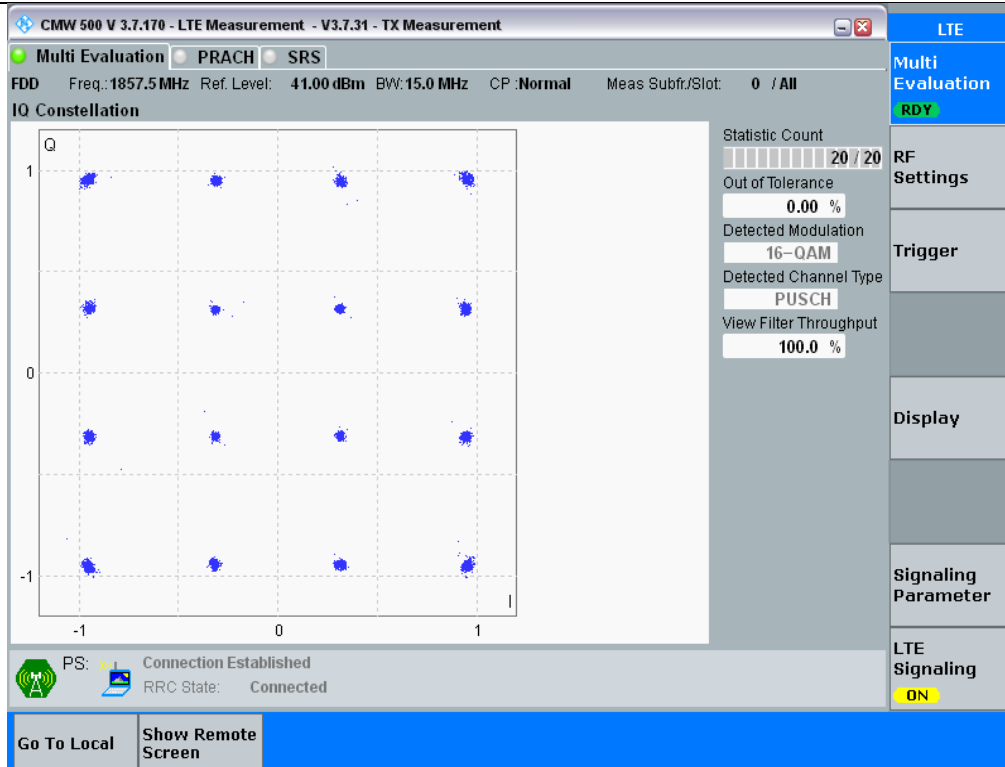 CMW 500 V 3.7.170 - LTE Measurement - V3.7.31 - TX Measurement
LTE
Multi Evaluation PRACH SRS
FDD Freq.:1857.5 MHz Ref. Level: 41.00 dBm BW:15.0 MHz CP :Normal Meas Subfr./Slot: 0 / All
IQ Constellation
Q
1
0
-1
-1 0 1
I
Statistic Count
20 / 20
Out of Tolerance
0.00 %
Detected Modulation
16-QAM
Detected Channel Type
PUSCH
View Filter Throughput
100.0 %
Multi
Evaluation
RDY
RF
Settings
Trigger
Display
Signaling
Parameter
LTE
Signaling
ON
PS: Connection Established
RRC State: Connected
Go To Local
Show Remote
Screen